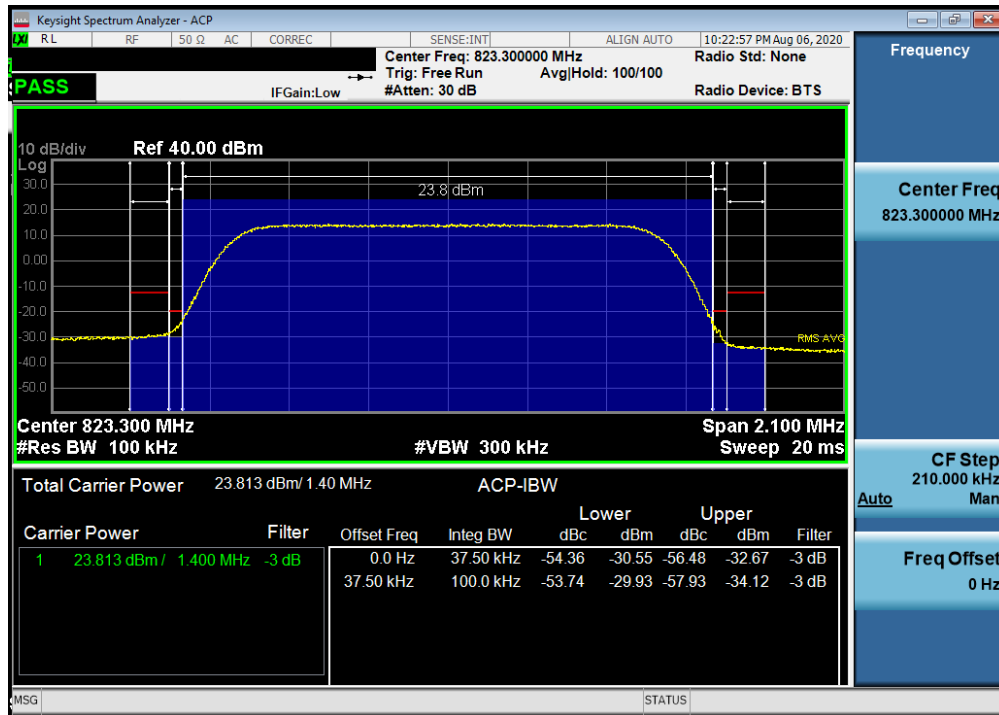 Keysight Spectrum Analyzer - ACP
LXI RL RF 50 Ω AC CORREC SENSE:INT ALIGN AUTO 10:22:57 PM Aug 06, 2020
Center Freq: 823.300000 MHz Radio Std: None
Trig: Free Run Avg|Hold: 100/100
PASS IFGain:Low #Atten: 30 dB Radio Device: BTS
10 dB/div Ref 40.00 dBm
Log
30.0
23.8 dBm
20.0
10.0
0.00
-10.0
-20.0
-30.0
RMS AVG
-40.0
-50.0
Center 823.300 MHz Span 2.100 MHz
#Res BW 100 kHz #VBW 300 kHz Sweep 20 ms
Total Carrier Power 23.813 dBm/ 1.40 MHz ACP-IBW
Lower Upper
Carrier Power Filter Offset Freq Integ BW dBc dBm dBc dBm Filter
1 23.813 dBm / 1.400 MHz -3 dB 0.0 Hz 37.50 kHz -54.36 -30.55 -56.48 -32.67 -3 dB
37.50 kHz 100.0 kHz -53.74 -29.93 -57.93 -34.12 -3 dB
MSG STATUS
Frequency
Center Freq
823.300000 MHz
CF Step
210.000 kHz
Auto Man
Freq Offset
0 Hz